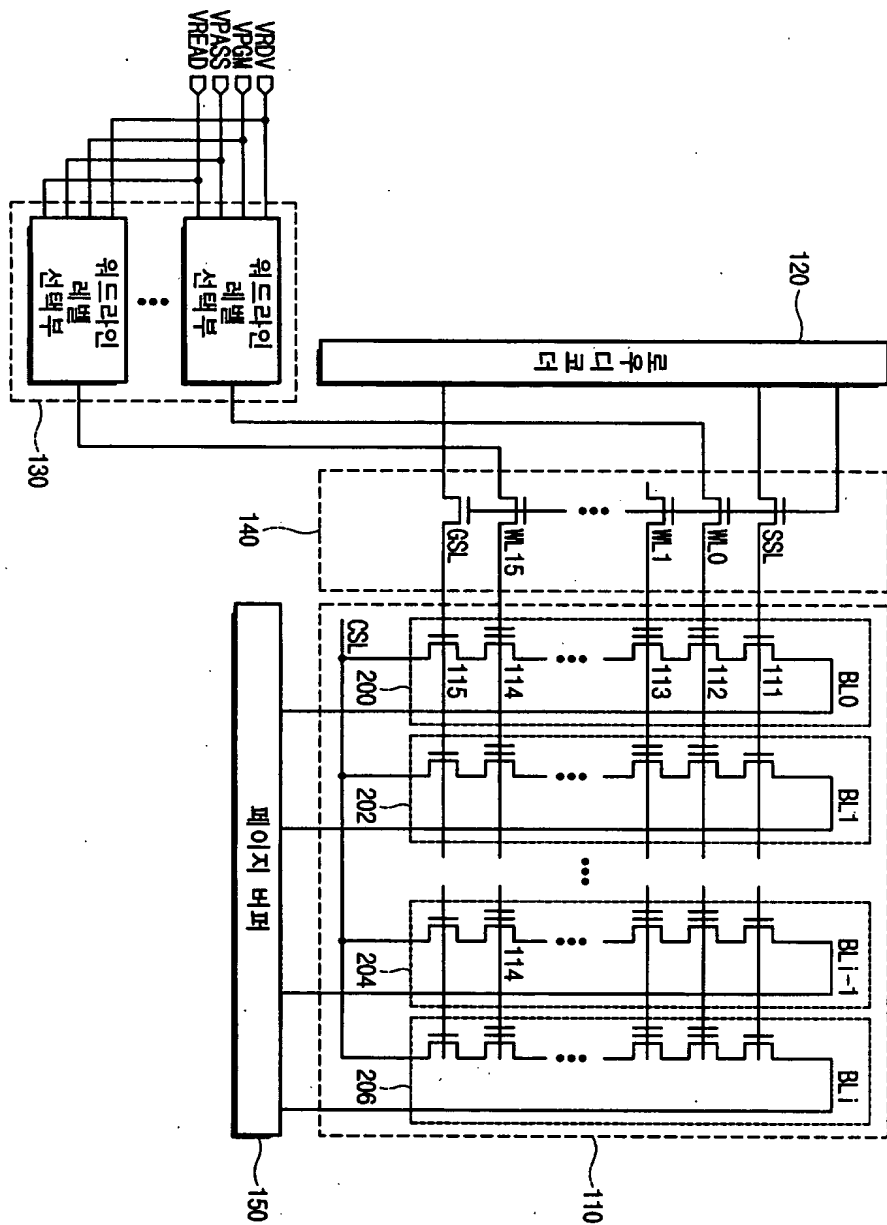 VREAD
VPASS
VPGM
VRDV
워드라인
레벨
선택부
워드라인
레벨
선택부
130
로우 디코더
120
140
GSL
WL15
WL1
WL0
SSL
CSL
200
115
114
113
112
111
BL0
202
BL1
204
114
BLi-1
206
BLi
110
페이지 버퍼
150